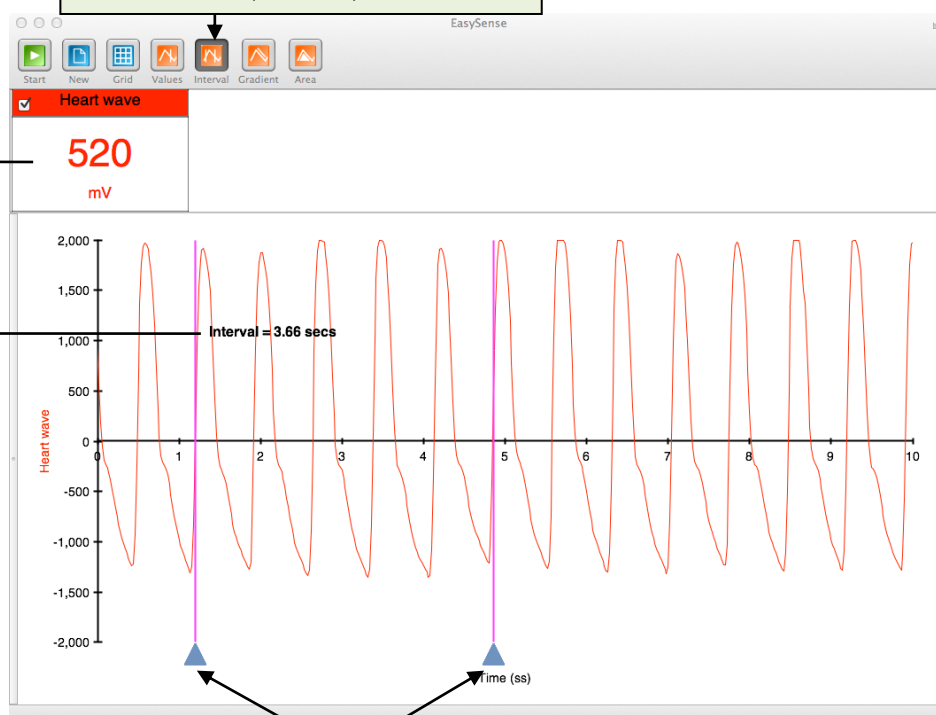 EasySense
Start New Grid Values Interval Gradient Area
Heart wave
520
mV
2,000
1,500
Interval = 3.66 secs
1,000
500
Heart wave
0
0 1 2 3 4 5 6 7 8 9 10
-500
-1,000
-1,500
-2,000
Time (ss)